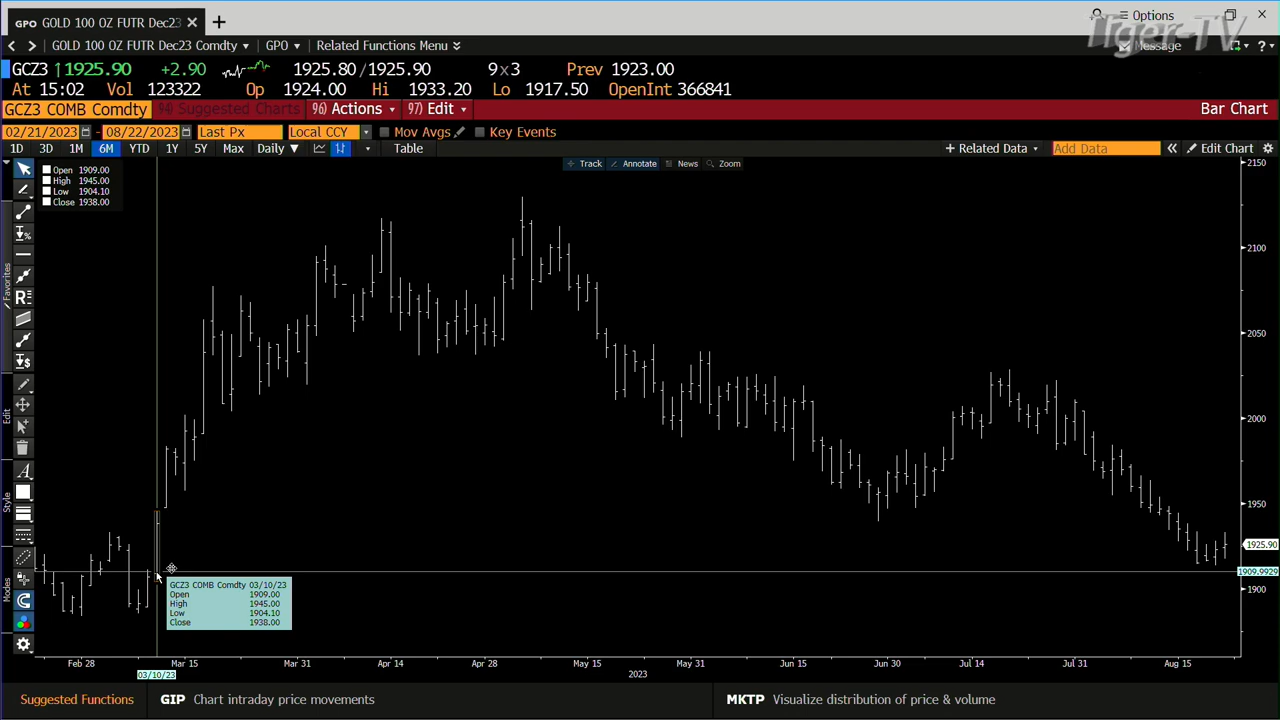 GPO GOLD 100 OZ FUTR Dec23
Options
Tiger-TV
GOLD 100 OZ FUTR Dec23 Comdty GPO Related Functions Menu
Message
GCZ3 ↑1925.90 +2.90 1925.80/1925.90 9x3 Prev 1923.00
At 15:02 Vol 123322 Op 1924.00 Hi 1933.20 Lo 1917.50 OpenInt 366841
GCZ3 COMB Comdty 94) Suggested Charts 96) Actions 97) Edit Bar Chart
02/21/2023 - 08/22/2023 Last Px Local CCY Mov Avgs Key Events
1D 3D 1M 6M YTD 1Y 5Y Max Daily ▼ Table + Related Data Add Data « Edit Chart
Track Annotate News Zoom
Open 1909.00
High 1945.00
Low 1904.10
Close 1938.00
2150
2100
2050
2000
1950
1925.90
1909.9929
1900
Favorites
Edit
Style
Modes
GCZ3 COMB Comdty 03/10/23
Open 1909.00
High 1945.00
Low 1904.10
Close 1938.00
Feb 28 Mar 15 Mar 31 Apr 14 Apr 28 May 15 May 31 Jun 15 Jun 30 Jul 14 Jul 31 Aug 15
03/10/23 2023
Suggested Functions GIP Chart intraday price movements MKTP Visualize distribution of price & volume